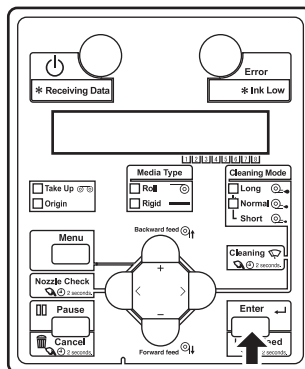 Error
* Receiving Data
* Ink Low
1 2 3 4 5 6 7 8
Media Type
Cleaning Mode
Take Up
Roll
Long
Origin
Rigid
Normal
Short
Menu
Backward feed
Cleaning
2 seconds
Nozzle Check
2 seconds
+
< >
−
Pause
Enter
Cancel
2 seconds
Forward feed